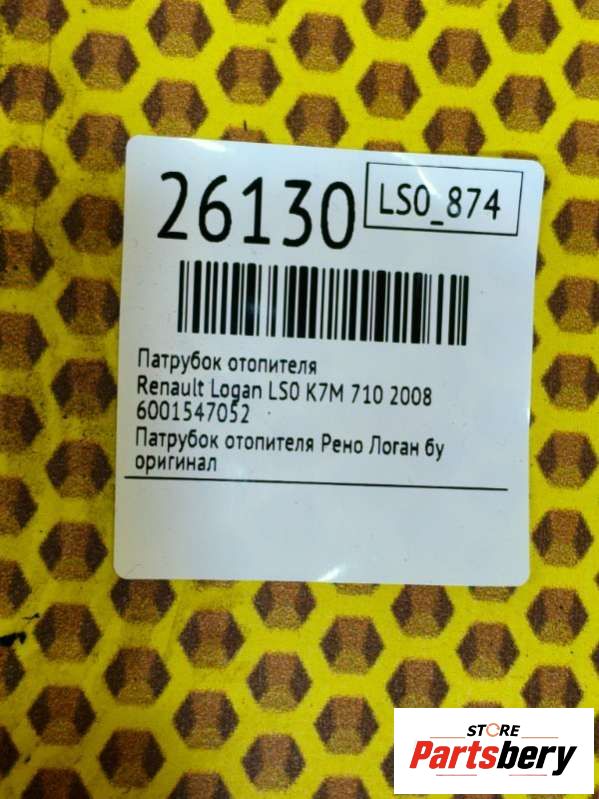 26130
LS0_874
Патрубок отопителя
Renault Logan LS0 K7M 710 2008
6001547052
Патрубок отопителя Рено Логан бу
оригинал
STORE
Partsbery